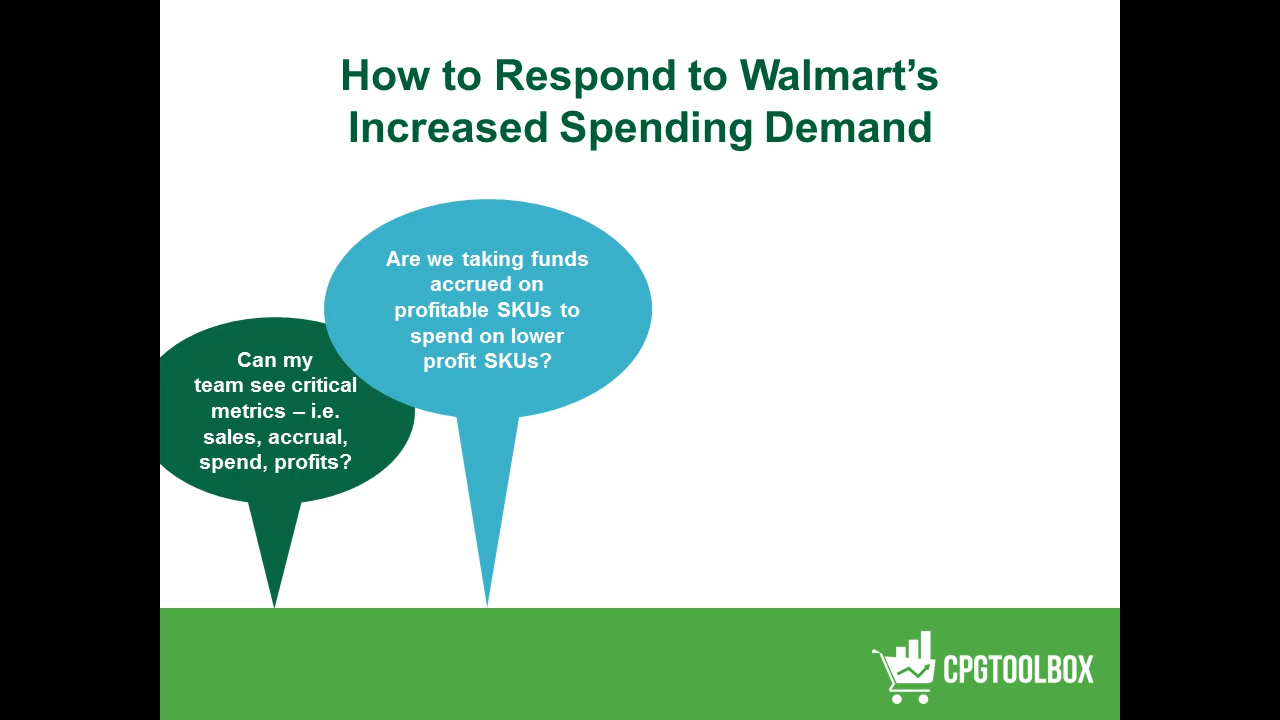 How to Respond to Walmart’s
Increased Spending Demand
Are we taking funds
accrued on
profitable SKUs to
spend on lower
profit SKUs?
Can my
team see critical
metrics – i.e.
sales, accrual,
spend, profits?
CPGTOOLBOX